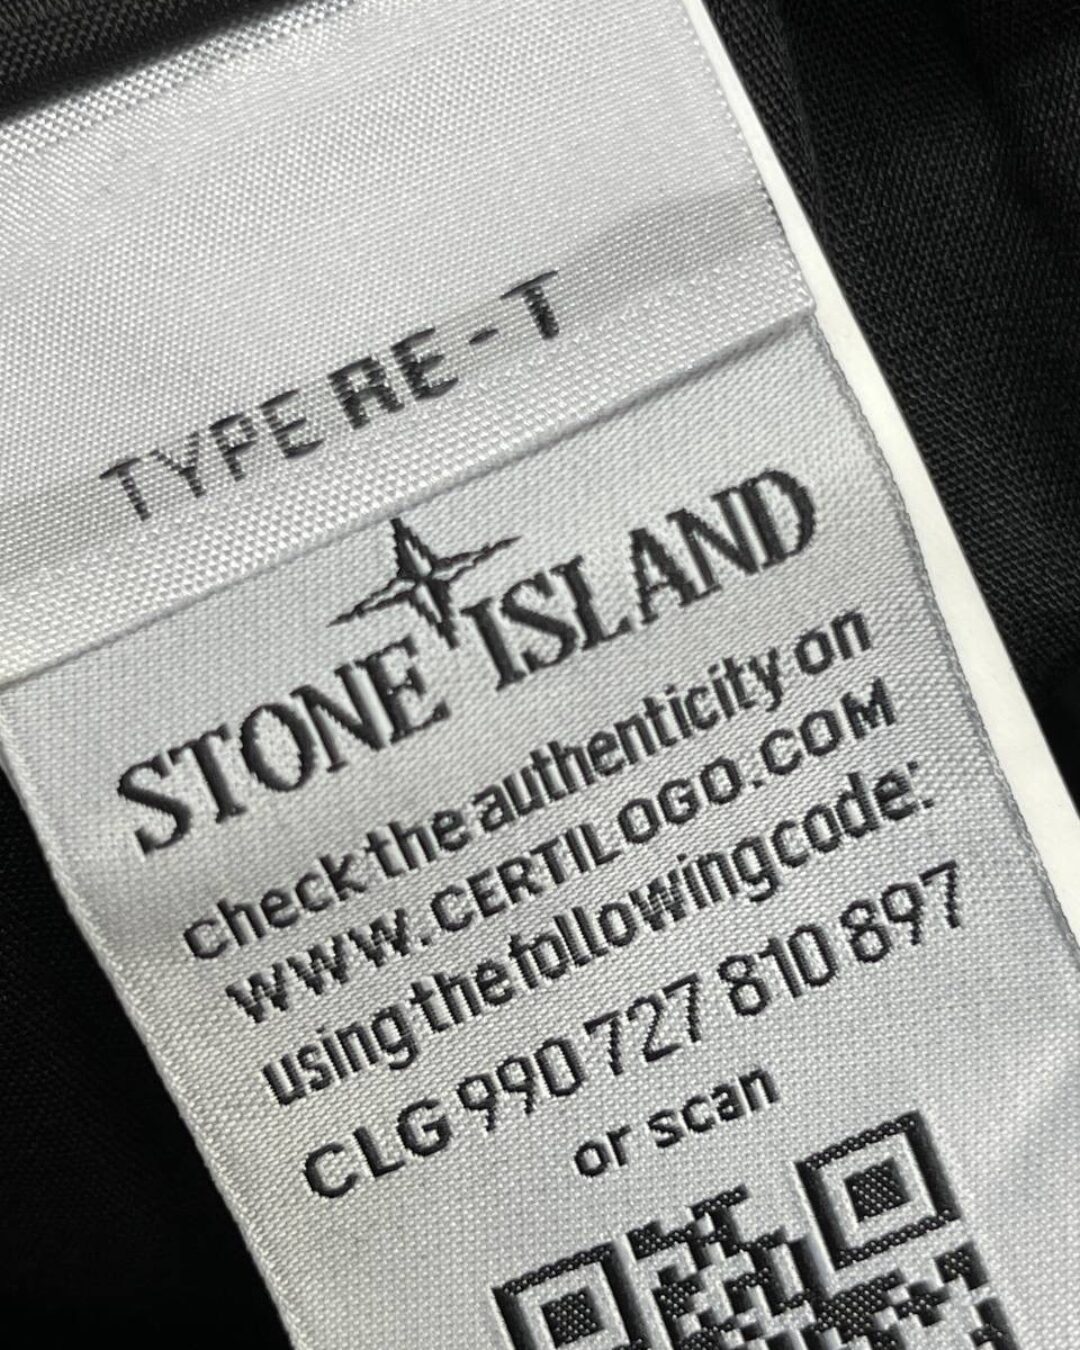 TYPE RE-T
STONE ISLAND
check the authenticity on
WWW.CERTILOGO.COM
using the following code:
CLG 990 727 810 897
or scan